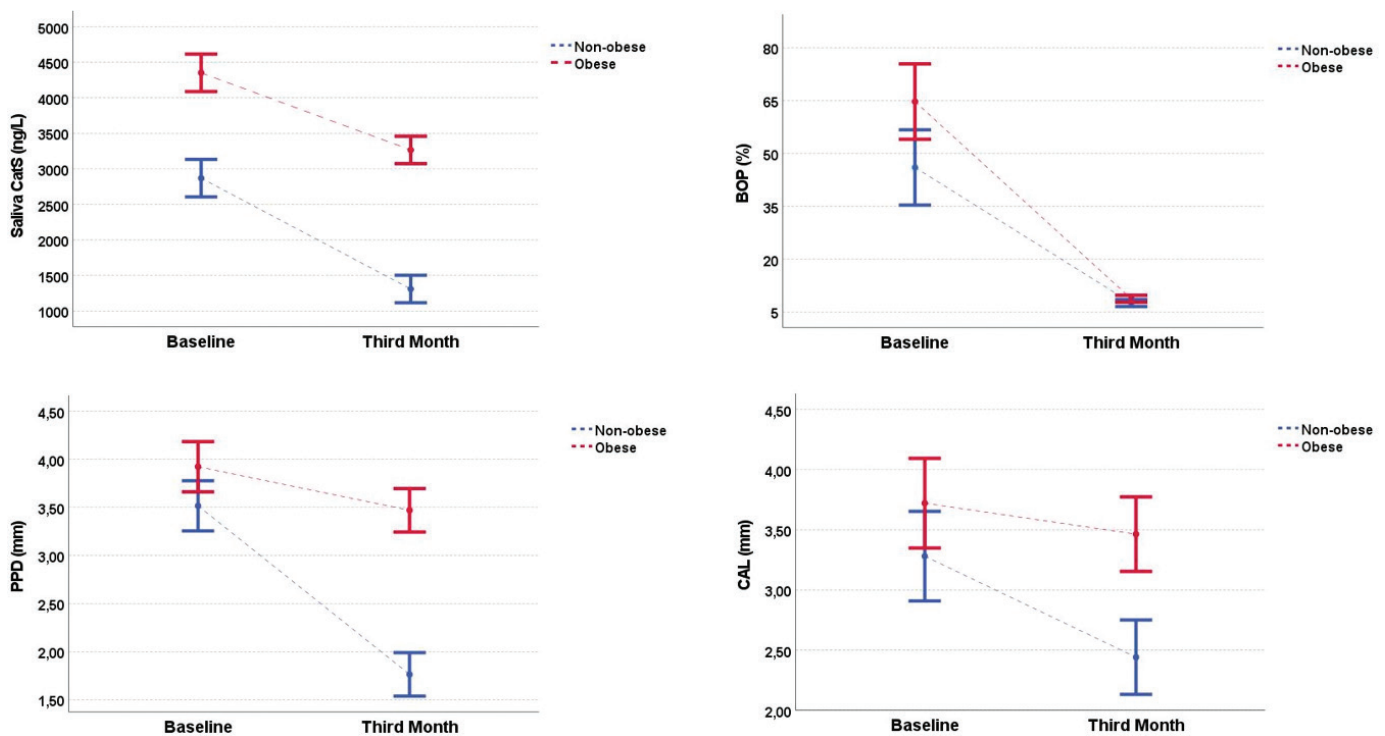 Saliva CatS (ng/L)
5000
4500
4000
3500
3000
2500
2000
1500
1000
Baseline
Third Month
Non-obese
Obese
BOP (%)
80
65
50
35
20
5
Baseline
Third Month
Non-obese
Obese
PPD (mm)
4,50
4,00
3,50
3,00
2,50
2,00
1,50
Baseline
Third Month
Non-obese
Obese
CAL (mm)
4,50
4,00
3,50
3,00
2,50
2,00
Baseline
Third Month
Non-obese
Obese